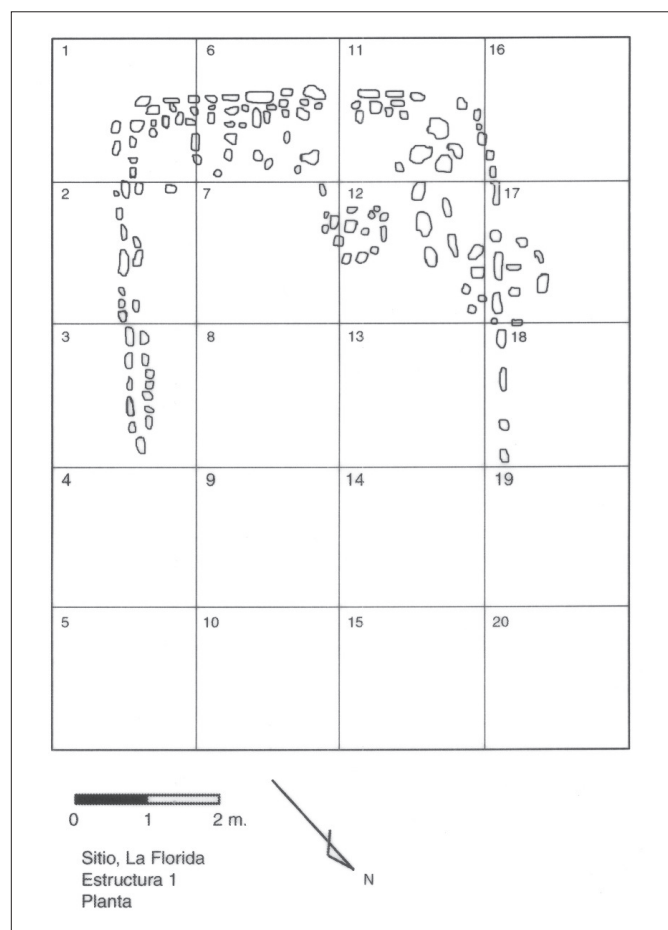 1 6 11 16
2 7 12 17
3 8 13 18
4 9 14 19
5 10 15 20
0 1 2 m.
N
Sitio, La Florida
Estructura 1
Planta